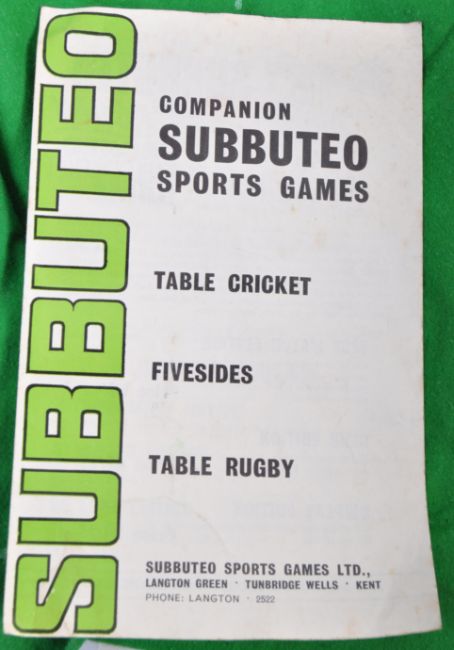 SUBBUTEO
COMPANION
SUBBUTEO
SPORTS GAMES
TABLE CRICKET
FIVESIDES
TABLE RUGBY
SUBBUTEO SPORTS GAMES LTD.,
LANGTON GREEN · TUNBRIDGE WELLS · KENT
PHONE: LANGTON · 2522